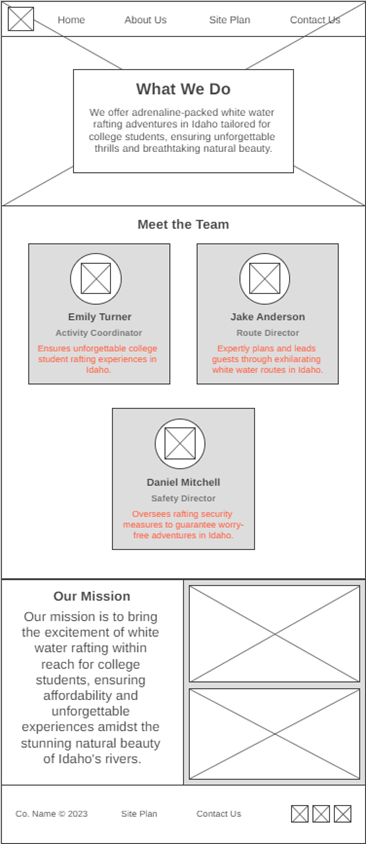 Home About Us Site Plan Contact Us
What We Do
We offer adrenaline-packed white water
rafting adventures in Idaho tailored for
college students, ensuring unforgettable
thrills and breathtaking natural beauty.
Meet the Team
Emily Turner
Activity Coordinator
Ensures unforgettable college
student rafting experiences in
Idaho.
Jake Anderson
Route Director
Expertly plans and leads
guests through exhilarating
white water routes in Idaho.
Daniel Mitchell
Safety Director
Oversees rafting security
measures to guarantee worry-
free adventures in Idaho.
Our Mission
Our mission is to bring
the excitement of white
water rafting within
reach for college
students, ensuring
affordability and
unforgettable
experiences amidst the
stunning natural beauty
of Idaho's rivers.
Co. Name © 2023 Site Plan Contact Us